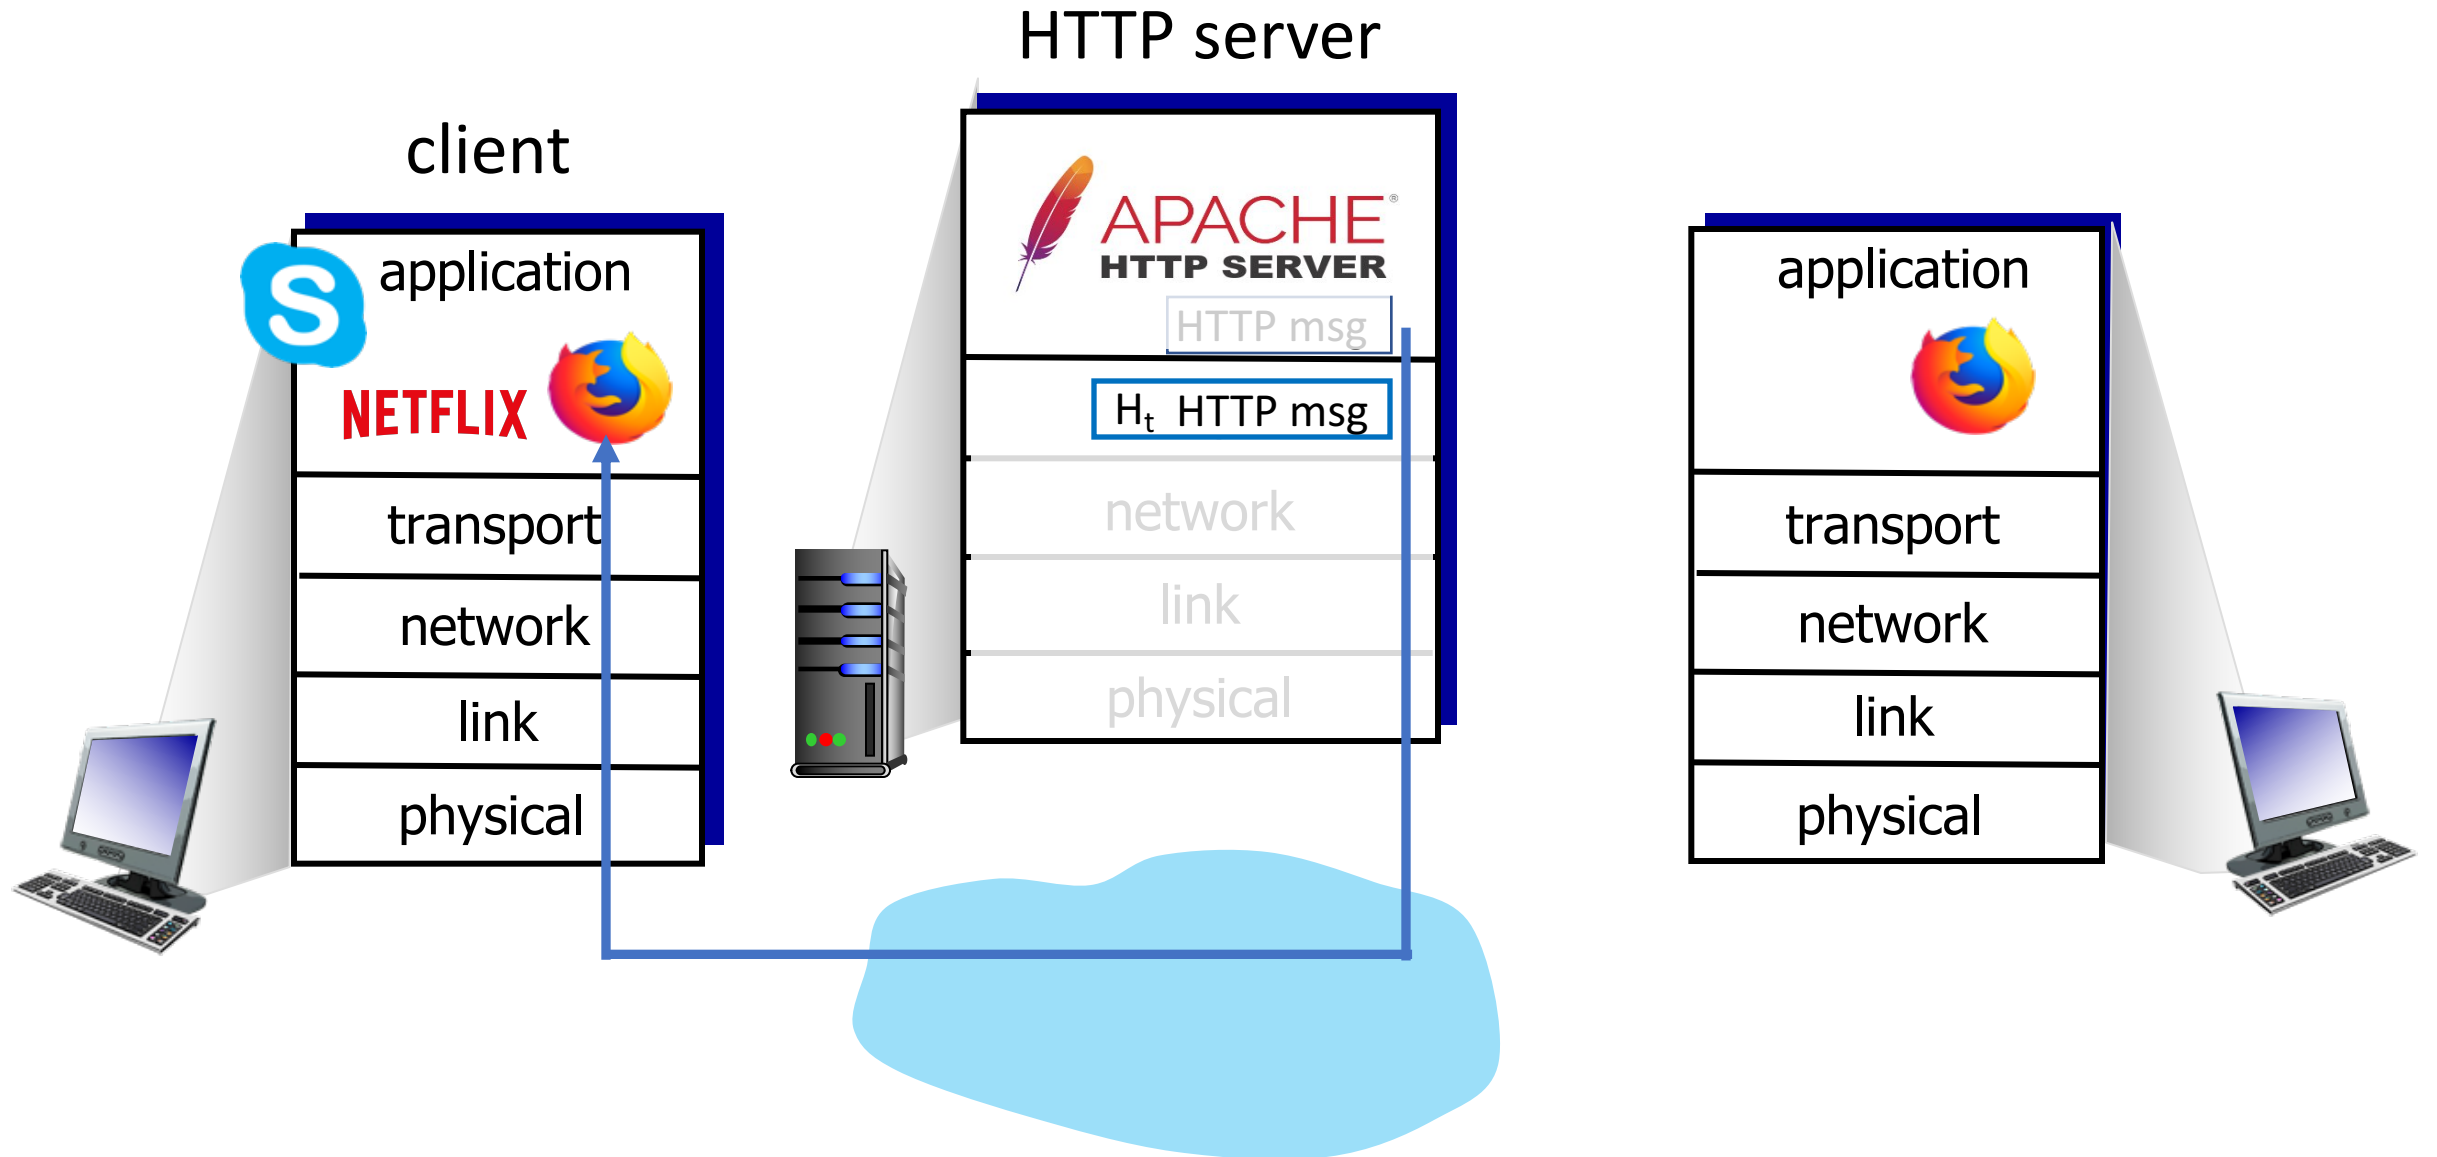 HTTP server
client
application
S
NETFLIX
transport
network
link
physical
APACHE®
HTTP SERVER
HTTP msg
Ht HTTP msg
network
link
physical
application
transport
network
link
physical